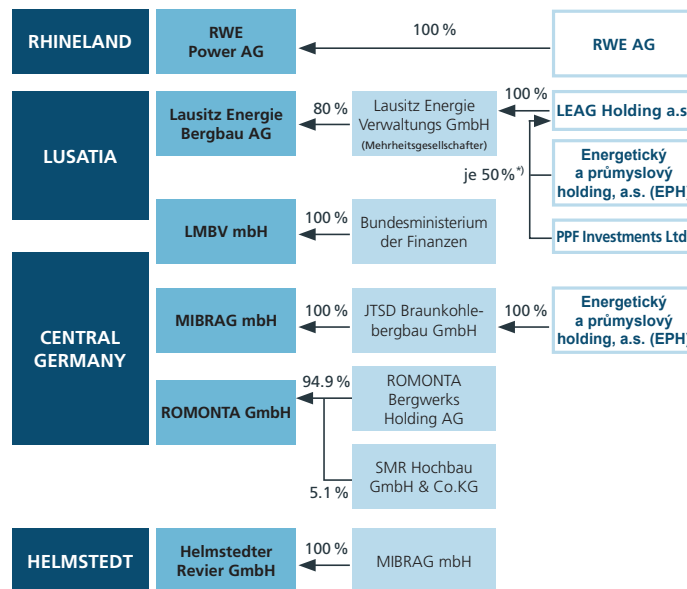 RHINELAND
RWE
Power AG
100 %
RWE AG
LUSATIA
Lausitz Energie
Bergbau AG
80 %
Lausitz Energie
Verwaltungs GmbH
(Mehrheitsgesellschafter)
100 %
LEAG Holding a.s
je 50 %*)
Energetický
a průmyslový
holding, a.s. (EPH)
PPF Investments Ltd
LMBV mbH
100 %
Bundesministerium
der Finanzen
CENTRAL
GERMANY
MIBRAG mbH
100 %
JTSD Braunkohle-
bergbau GmbH
100 %
Energetický
a průmyslový
holding, a.s. (EPH)
ROMONTA GmbH
94.9 %
ROMONTA
Bergwerks
Holding AG
5.1 %
SMR Hochbau
GmbH & Co.KG
HELMSTEDT
Helmstedter
Revier GmbH
100 %
MIBRAG mbH